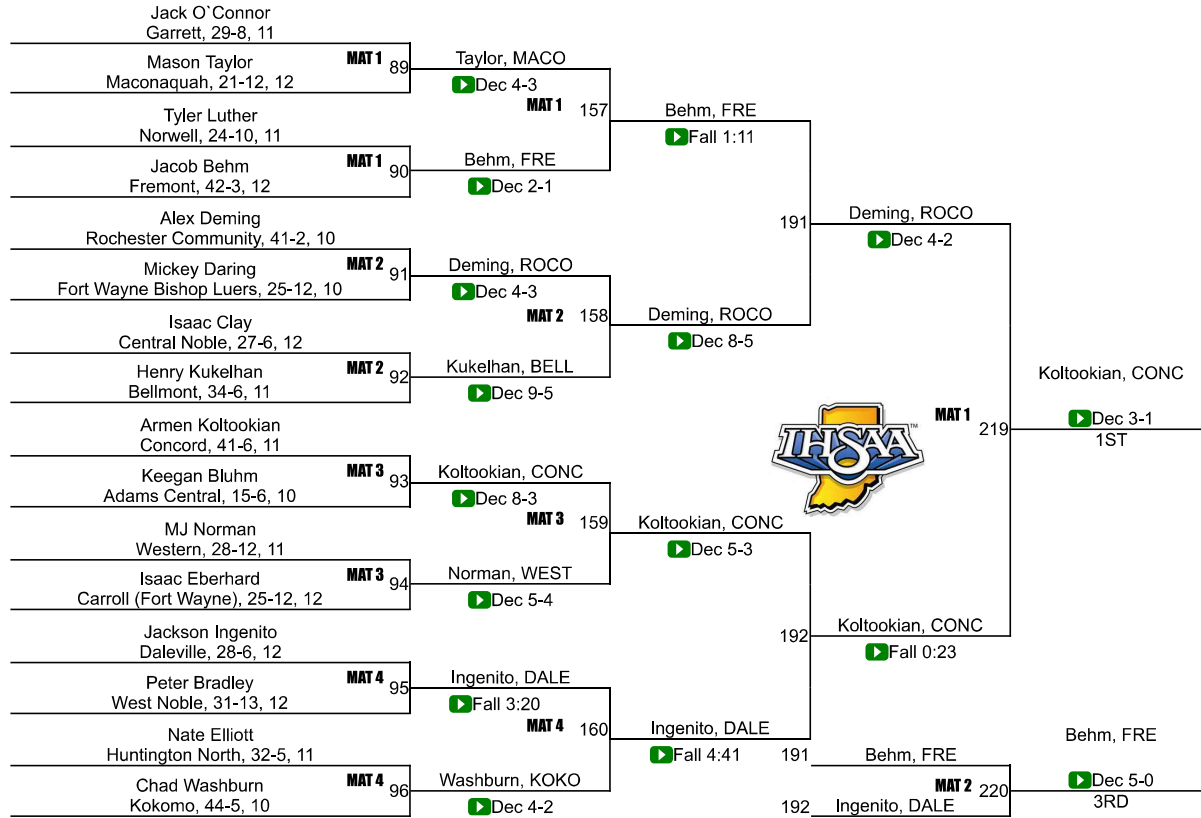 Jack O`Connor
Garrett, 29-8, 11
Mason Taylor
Maconaquah, 21-12, 12
MAT 1 89
Taylor, MACO
Dec 4-3
MAT 1 157
Tyler Luther
Norwell, 24-10, 11
Jacob Behm
Fremont, 42-3, 12
MAT 1 90
Behm, FRE
Dec 2-1
Behm, FRE
Fall 1:11
191
Alex Deming
Rochester Community, 41-2, 10
Mickey Daring
Fort Wayne Bishop Luers, 25-12, 10
MAT 2 91
Deming, ROCO
Dec 4-3
MAT 2 158
Isaac Clay
Central Noble, 27-6, 12
Henry Kukelhan
Bellmont, 34-6, 11
MAT 2 92
Kukelhan, BELL
Dec 9-5
Deming, ROCO
Dec 8-5
Deming, ROCO
Dec 4-2
Armen Koltookian
Concord, 41-6, 11
Keegan Bluhm
Adams Central, 15-6, 10
MAT 3 93
Koltookian, CONC
Dec 8-3
MAT 3 159
MJ Norman
Western, 28-12, 11
Isaac Eberhard
Carroll (Fort Wayne), 25-12, 12
MAT 3 94
Norman, WEST
Dec 5-4
Koltookian, CONC
Dec 5-3
192
Jackson Ingenito
Daleville, 28-6, 12
Peter Bradley
West Noble, 31-13, 12
MAT 4 95
Ingenito, DALE
Fall 3:20
MAT 4 160
Nate Elliott
Huntington North, 32-5, 11
Chad Washburn
Kokomo, 44-5, 10
MAT 4 96
Washburn, KOKO
Dec 4-2
Ingenito, DALE
Fall 4:41
Koltookian, CONC
Fall 0:23
IHSAA™
MAT 1 219
Koltookian, CONC
Dec 3-1
1ST
191 Behm, FRE
192 Ingenito, DALE
MAT 2 220
Behm, FRE
Dec 5-0
3RD